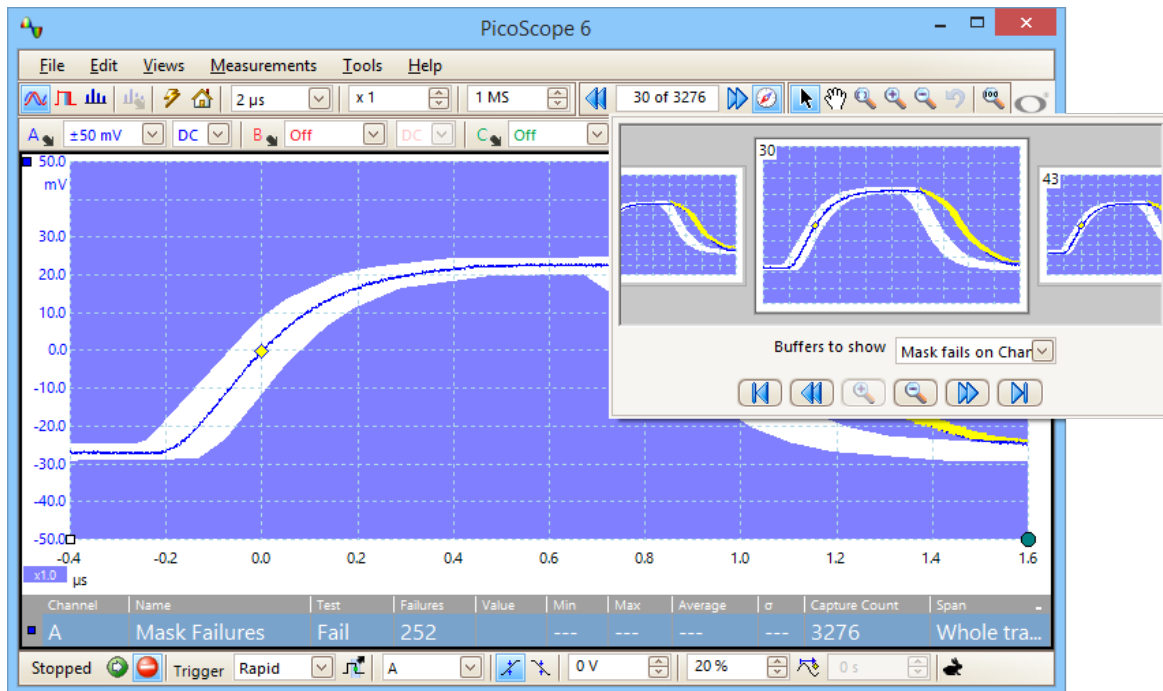 PicoScope 6
File Edit Views Measurements Tools Help
2 µs x 1 1 MS 30 of 3276
A ±50 mV DC B Off DC C Off
50.0
mV
30.0
20.0
10.0
0.0
-10.0
-20.0
-30.0
-40.0
-50.0
-0.4 -0.2 0.0 0.2 0.4 0.6 0.8 1.0 1.2 1.4 1.6
x1.0 µs
30
43
Buffers to show Mask fails on Char
Channel Name Test Failures Value Min Max Average σ Capture Count Span
A Mask Failures Fail 252 --- --- --- --- 3276 Whole tra...
Stopped Trigger Rapid A 0 V 20 % 0 s